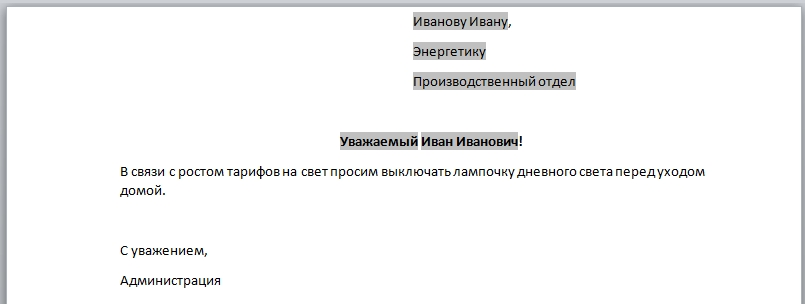 Иванову Ивану,
Энергетику
Производственный отдел
Уважаемый Иван Иванович!
В связи с ростом тарифов на свет просим выключать лампочку дневного света перед уходом
домой.
С уважением,
Администрация